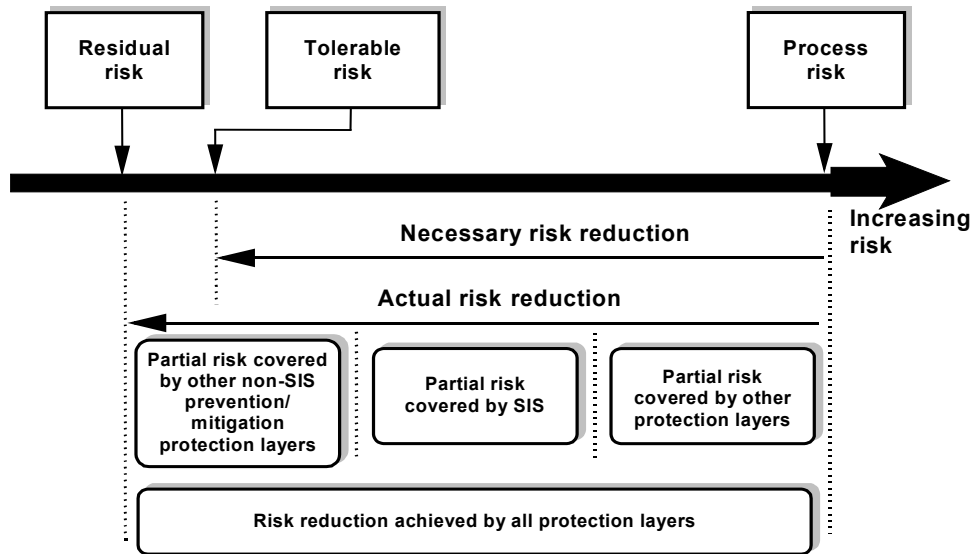 Residual
risk
Tolerable
risk
Process
risk
Increasing
risk
Necessary risk reduction
Actual risk reduction
Partial risk covered
by other non-SIS
prevention/
mitigation
protection layers
Partial risk
covered by SIS
Partial risk
covered by other
protection layers
Risk reduction achieved by all protection layers